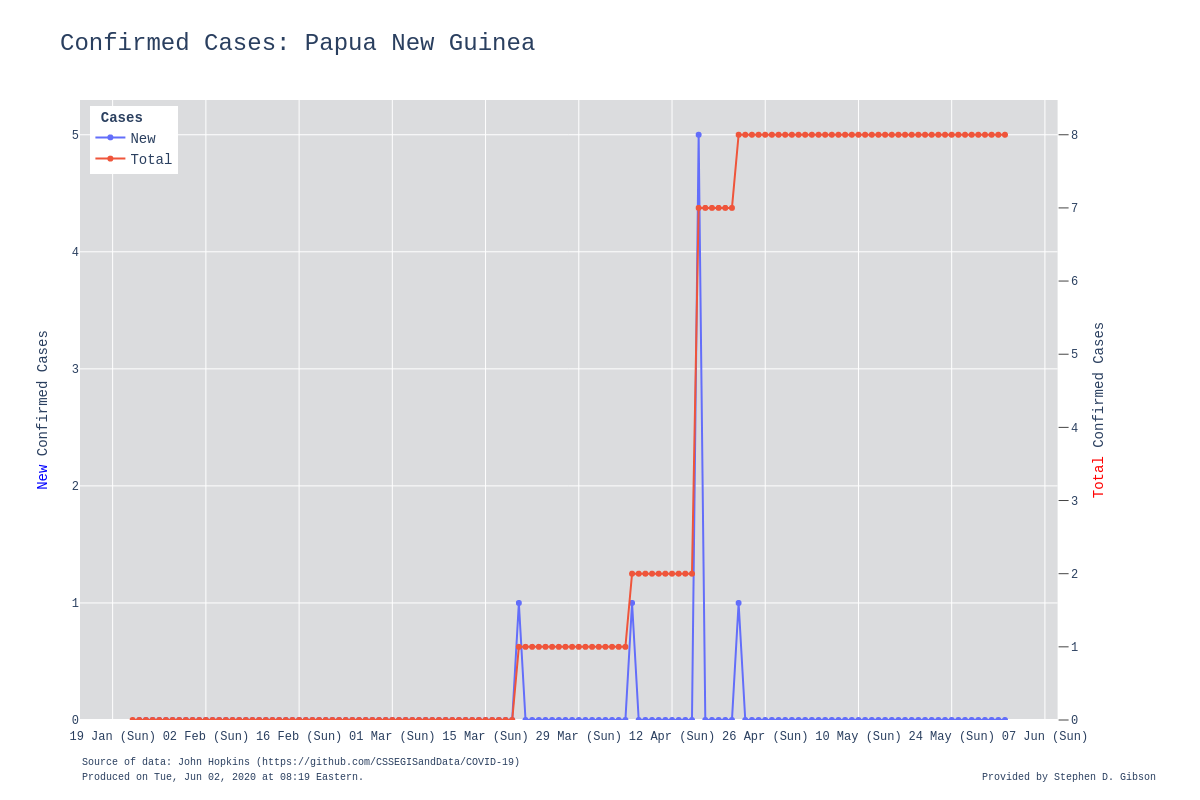 Confirmed Cases: Papua New Guinea
Cases
New
Total
5
4
3
2
1
0
8
7
6
5
4
3
2
1
0
New Confirmed Cases
Total Confirmed Cases
19 Jan (Sun) 02 Feb (Sun) 16 Feb (Sun) 01 Mar (Sun) 15 Mar (Sun) 29 Mar (Sun) 12 Apr (Sun) 26 Apr (Sun) 10 May (Sun) 24 May (Sun) 07 Jun (Sun)
Source of data: John Hopkins (https://github.com/CSSEGISandData/COVID-19)
Produced on Tue, Jun 02, 2020 at 08:19 Eastern.
Provided by Stephen D. Gibson